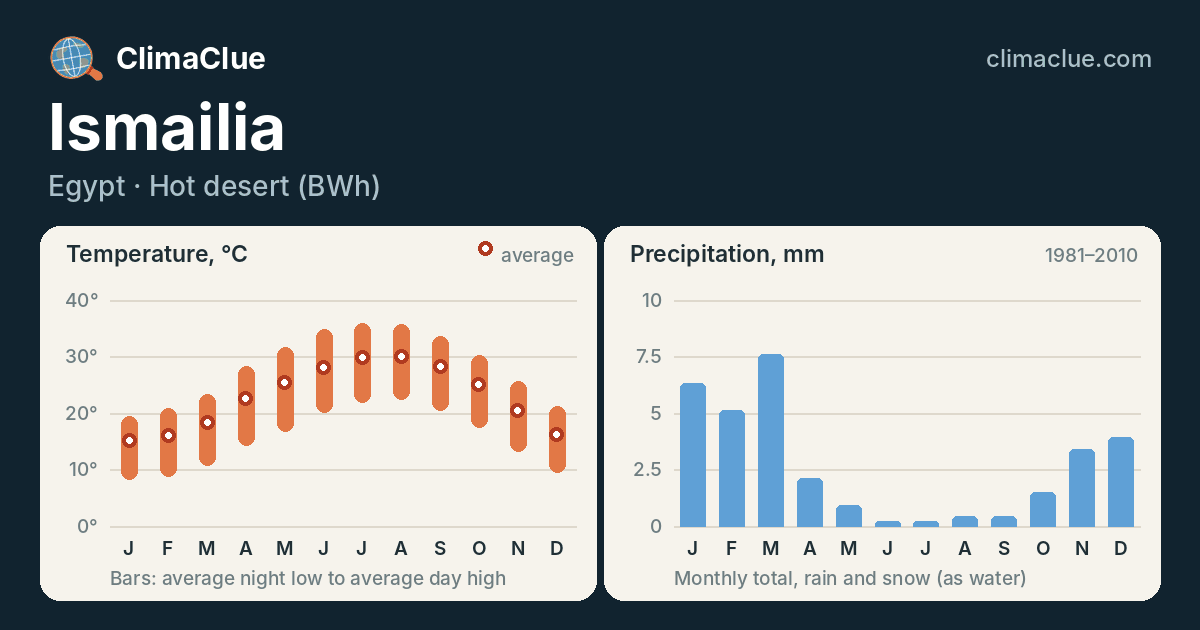 ClimaClue
climaclue.com
Ismailia
Egypt · Hot desert (BWh)
Temperature, °C
average
40°
30°
20°
10°
0°
J F M A M J J A S O N D
Bars: average night low to average day high
Precipitation, mm
1981–2010
10
7.5
5
2.5
0
J F M A M J J A S O N D
Monthly total, rain and snow (as water)